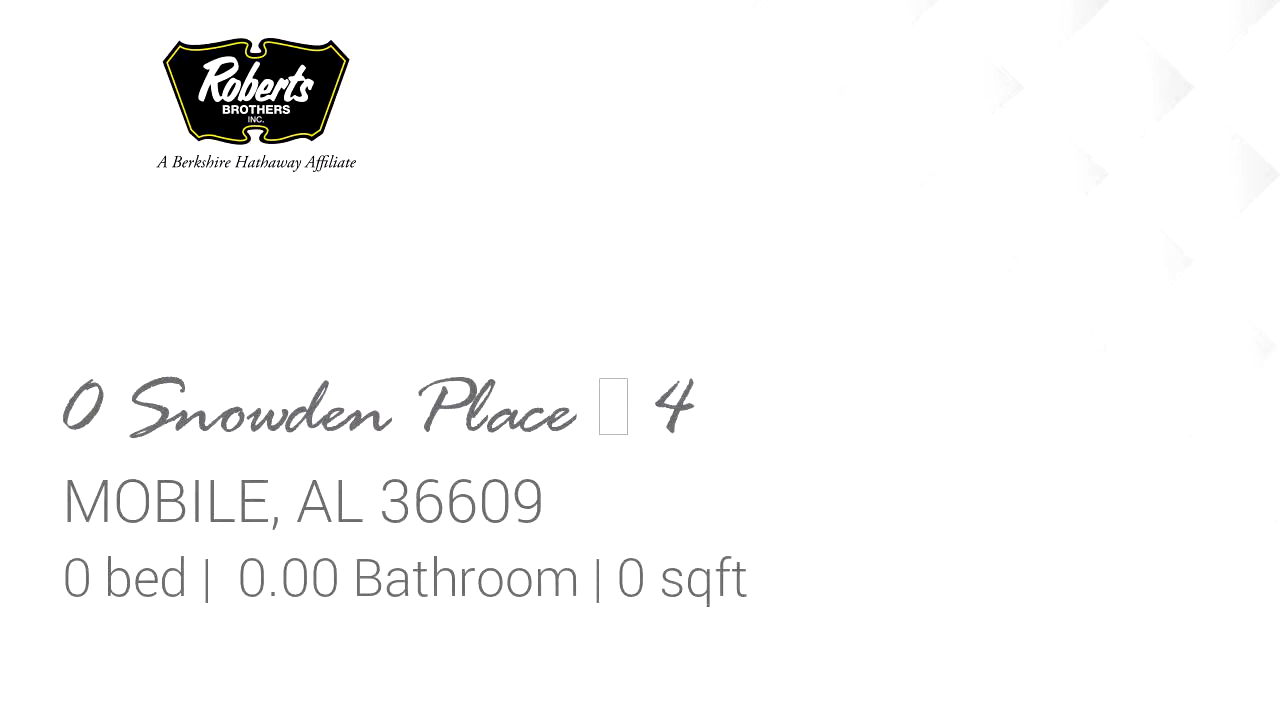 Roberts
BROTHERS
INC.
A Berkshire Hathaway Affiliate
0 Snowden Place 4
MOBILE, AL 36609
0 bed | 0.00 Bathroom | 0 sqft